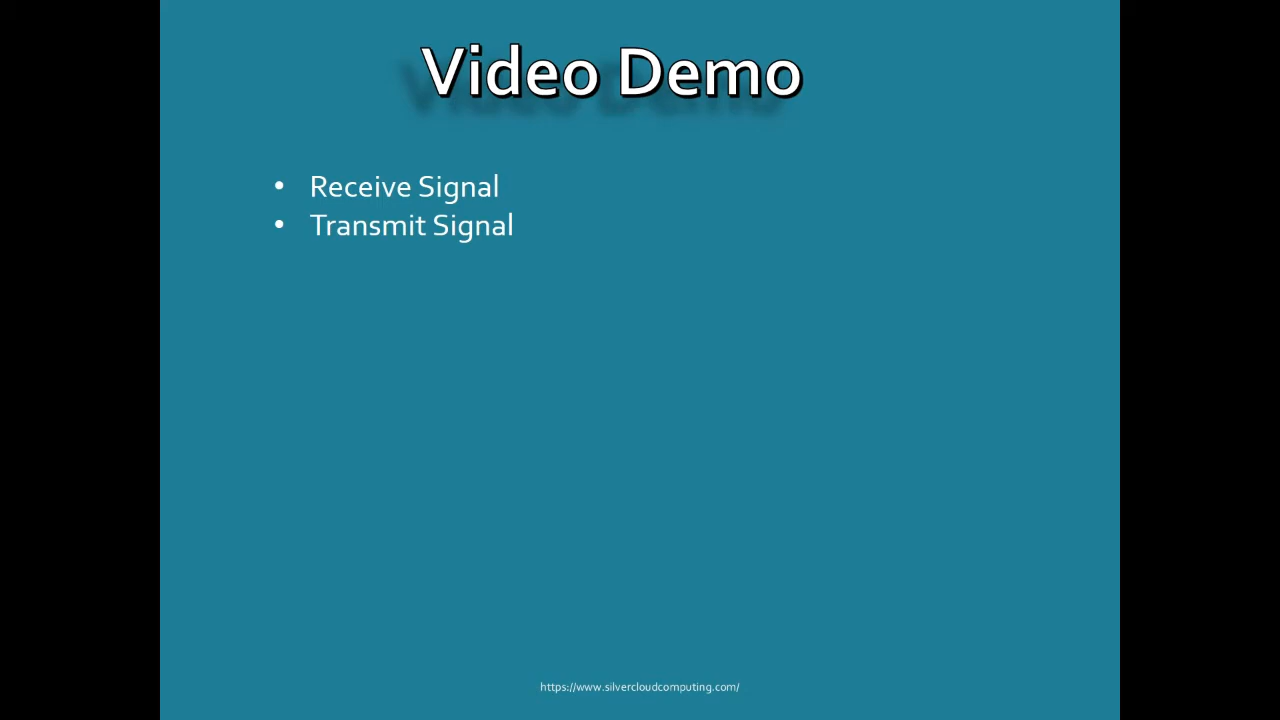 Video Demo
• Receive Signal
• Transmit Signal
https://www.silvercloudcomputing.com/